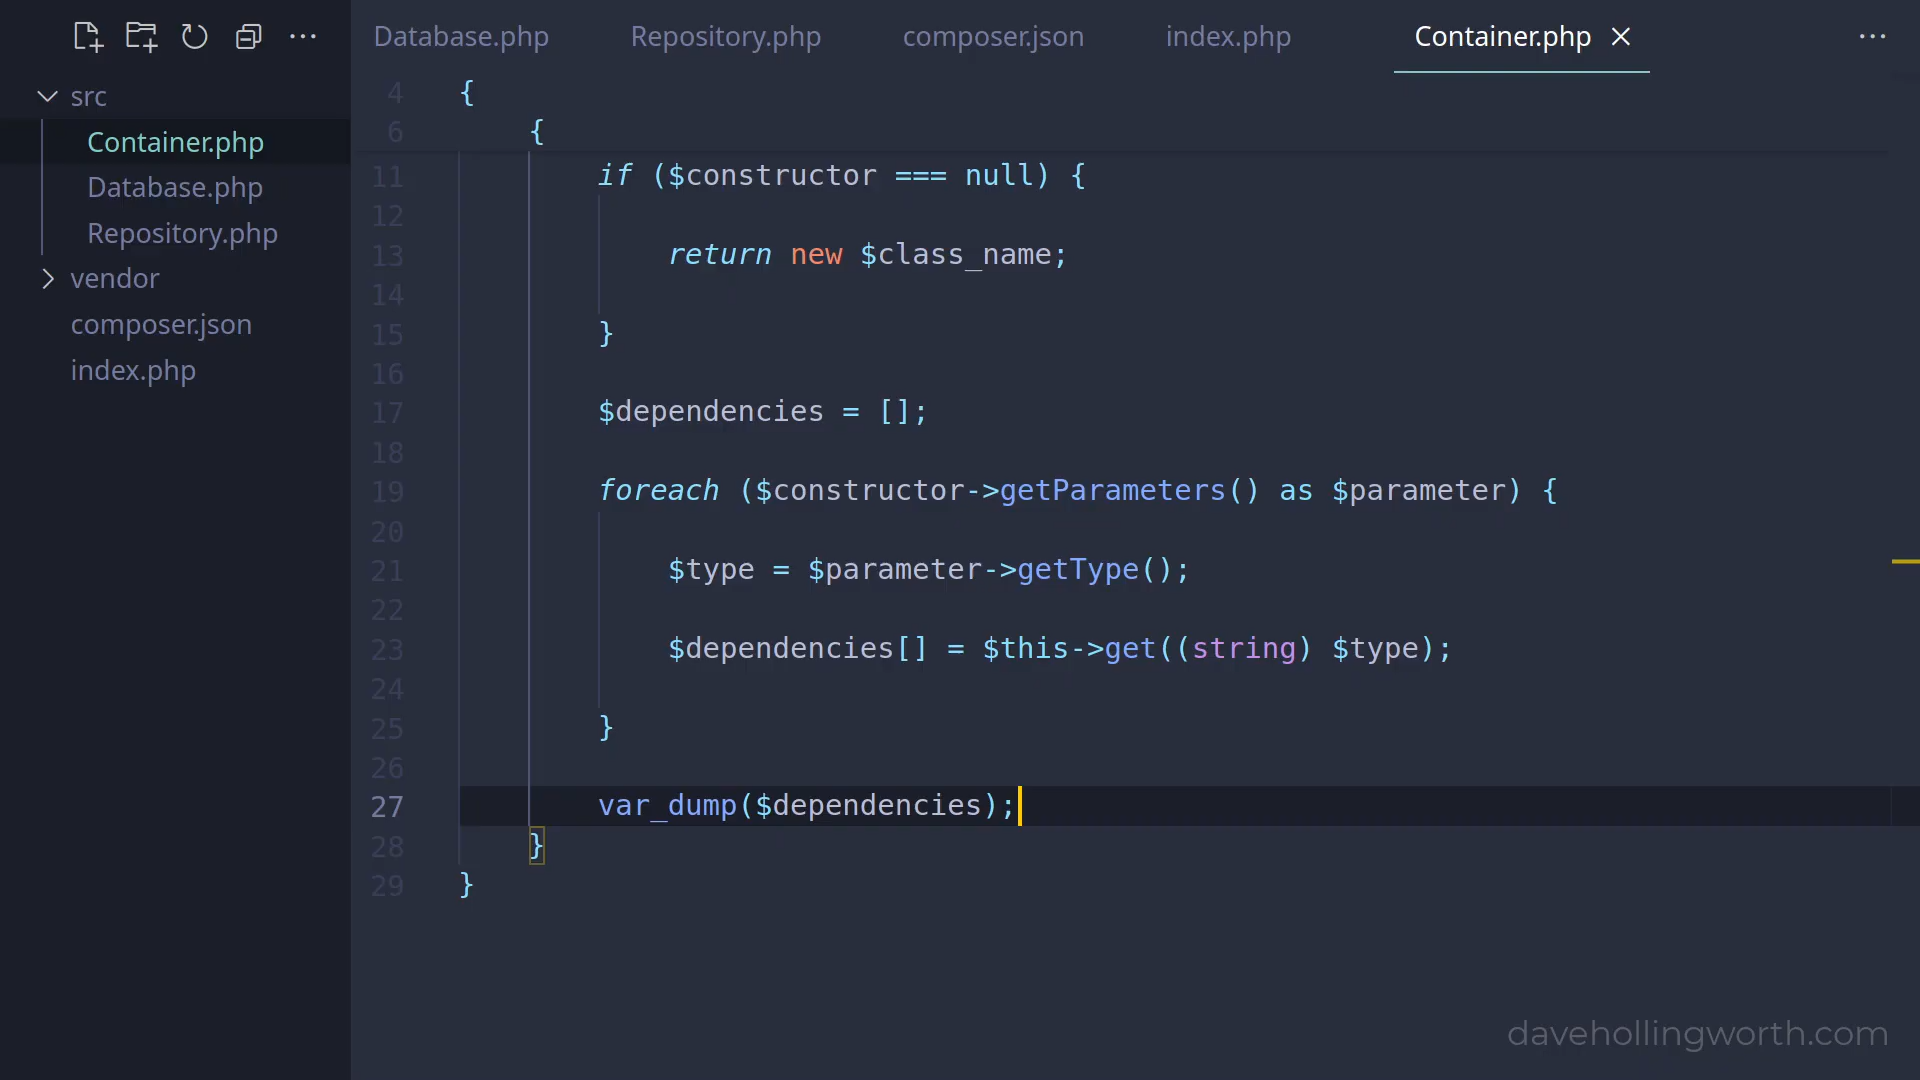 Database.php Repository.php composer.json index.php Container.php
src
Container.php
Database.php
Repository.php
vendor
composer.json
index.php
4 {
6 {
11 if ($constructor === null) {
12
13 return new $class_name;
14
15 }
16
17 $dependencies = [];
18
19 foreach ($constructor->getParameters() as $parameter) {
20
21 $type = $parameter->getType();
22
23 $dependencies[] = $this->get((string) $type);
24
25 }
26
27 var_dump($dependencies);
28 }
29 }
davehollingworth.com